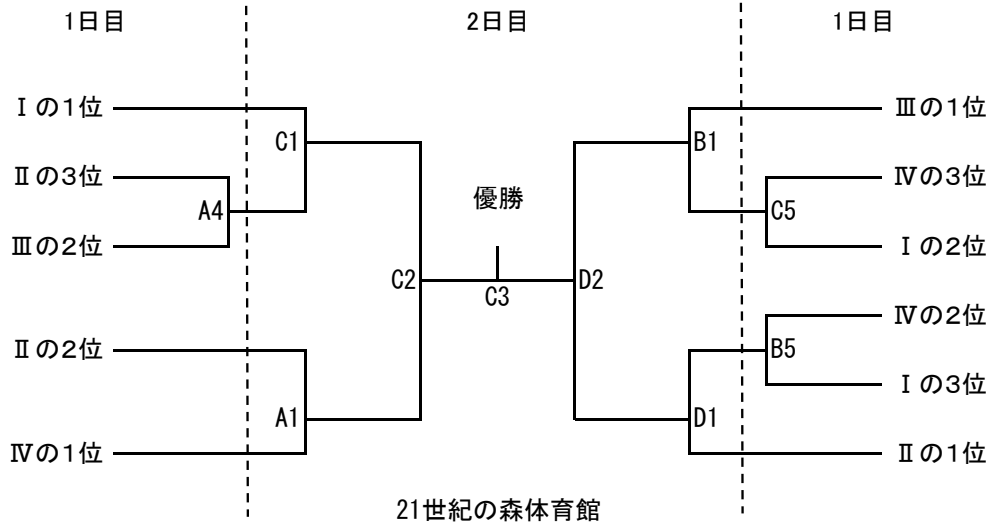 1日目 2日目 1日目
Ⅰの1位 Ⅲの1位
C1 B1
Ⅱの3位 Ⅳの3位
優勝
A4 C5
Ⅲの2位 Ⅰの2位
C2 D2
C3
Ⅳの2位
Ⅱの2位 B5
Ⅰの3位
A1 D1
Ⅳの1位 Ⅱの1位
21世紀の森体育館